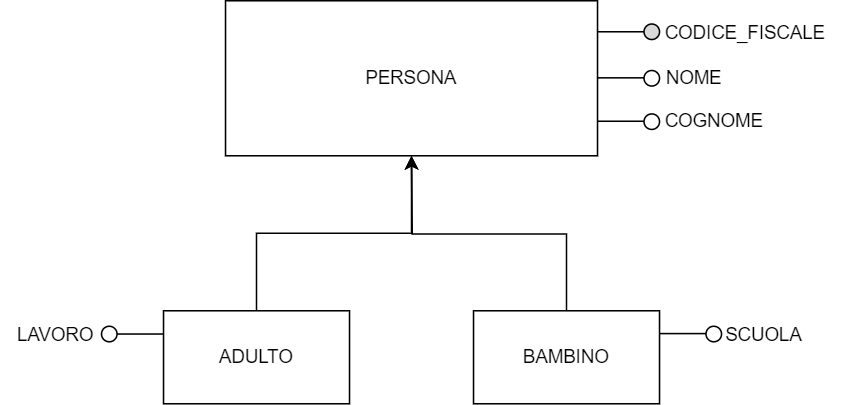 CODICE_FISCALE
PERSONA
NOME
COGNOME
LAVORO
SCUOLA
ADULTO
BAMBINO